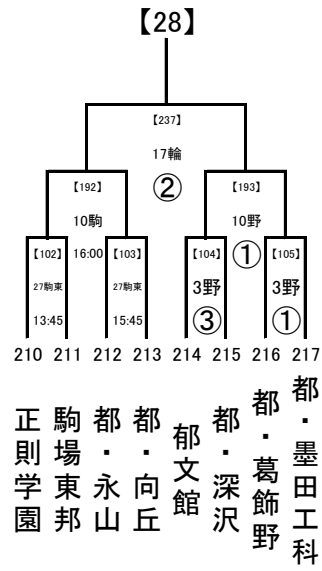 【28】
【237】
17輪
②
【192】 【193】
10駒 10野
16:00 ①
【102】 【103】 【104】 【105】
27駒東 27駒東 3野 3野
13:45 15:45 ③ ①
210 211 212 213 214 215 216 217
正則学園
駒場東邦
都・永山
都・向丘
郁文館
都・深沢
都・葛飾野
都・墨田工科